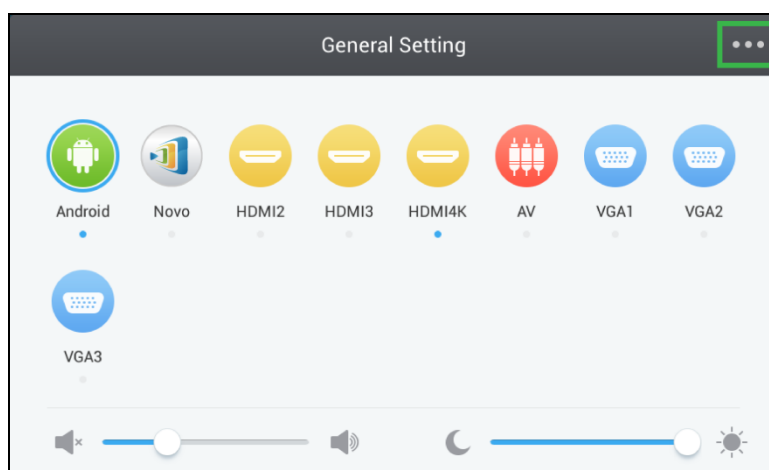 General Setting
Android Novo HDMI2 HDMI3 HDMI4K AV VGA1 VGA2
VGA3